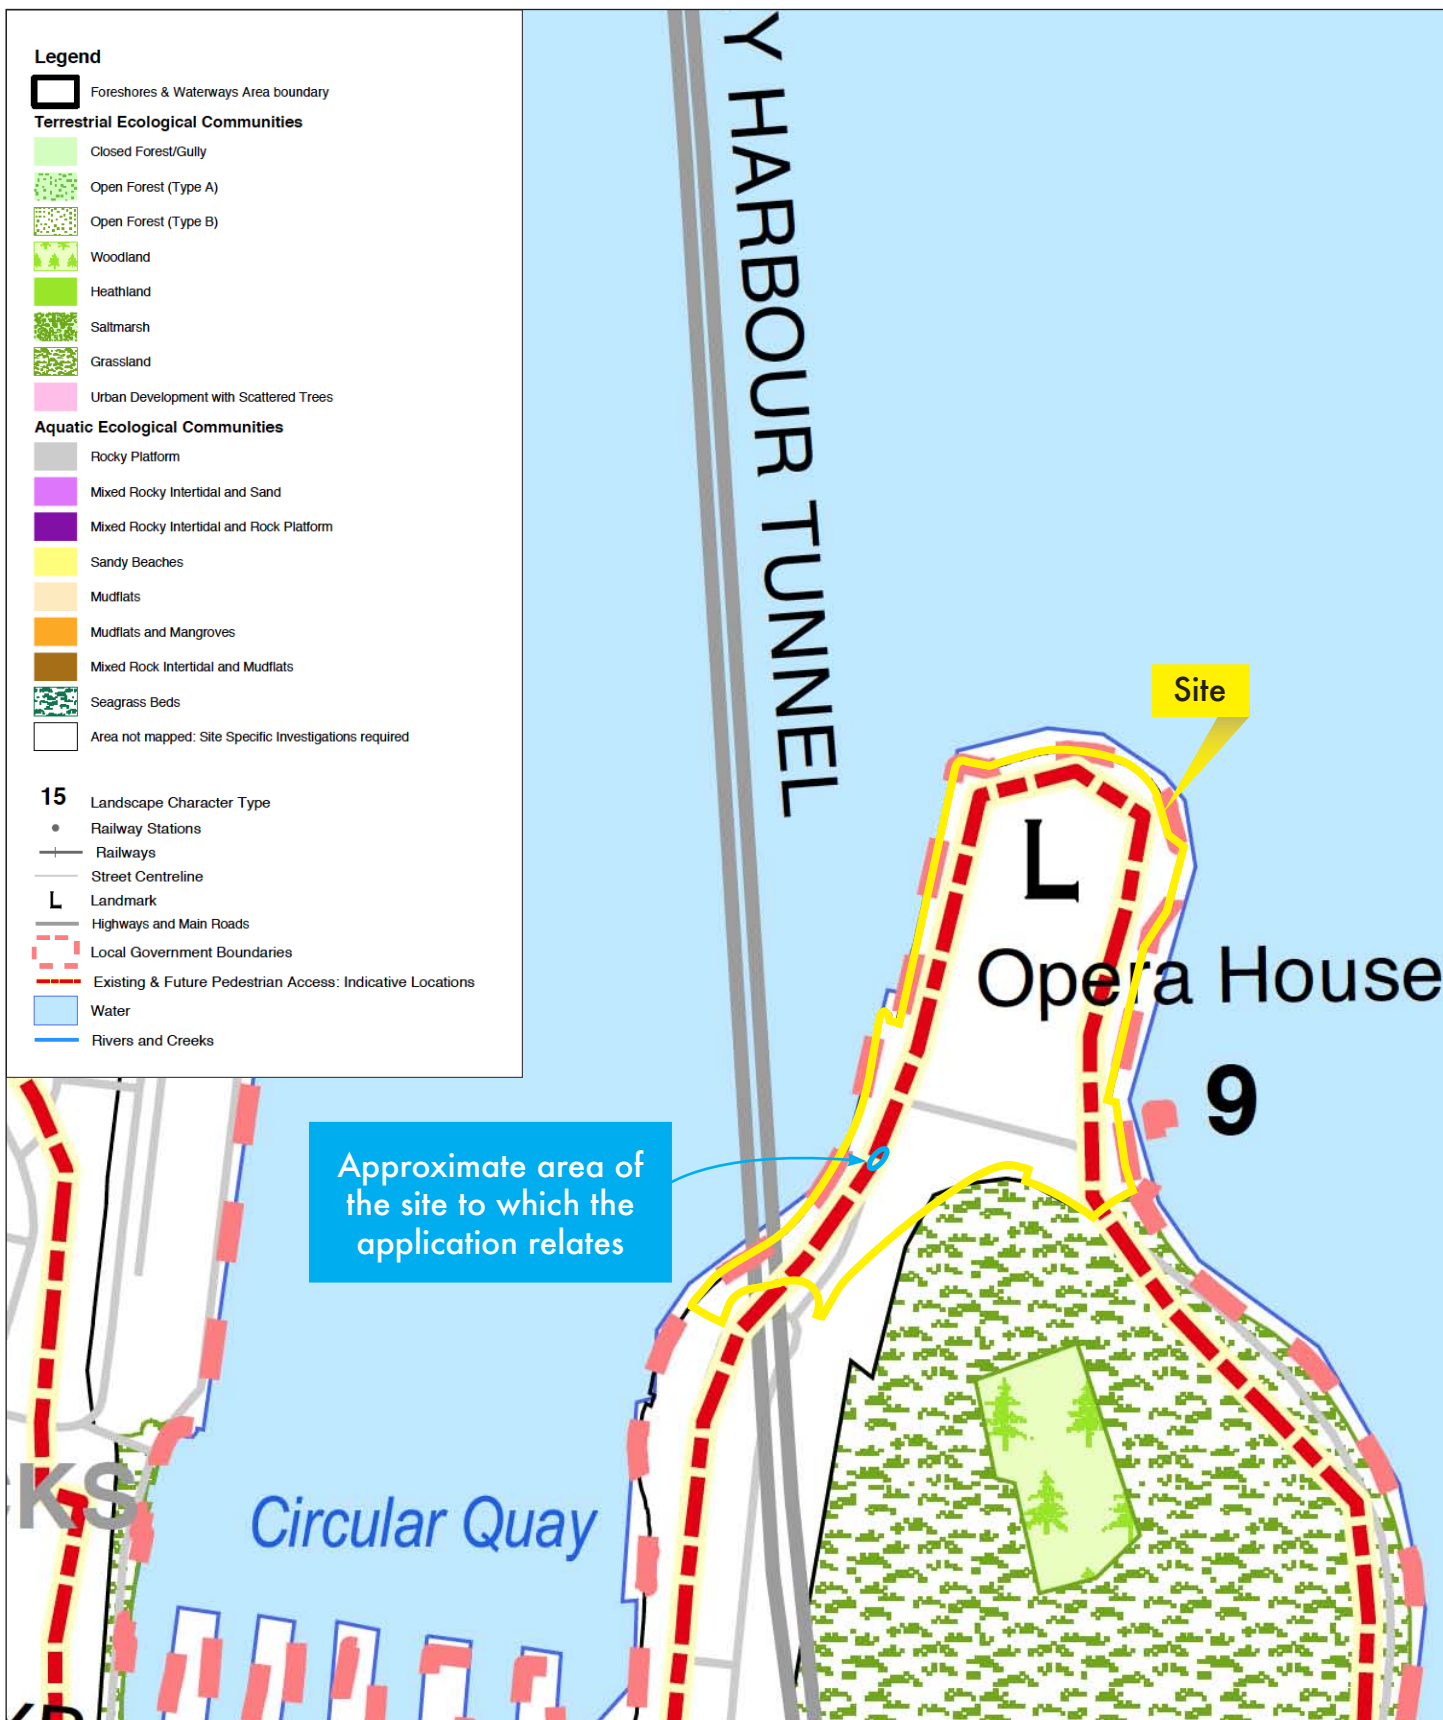 Legend
Foreshores & Waterways Area boundary
Terrestrial Ecological Communities
Closed Forest/Gully
Open Forest (Type A)
Open Forest (Type B)
Woodland
Heathland
Saltmarsh
Grassland
Urban Development with Scattered Trees
Aquatic Ecological Communities
Rocky Platform
Mixed Rocky Intertidal and Sand
Mixed Rocky Intertidal and Rock Platform
Sandy Beaches
Mudflats
Mudflats and Mangroves
Mixed Rock Intertidal and Mudflats
Seagrass Beds
Area not mapped: Site Specific Investigations required
15 Landscape Character Type
Railway Stations
Railways
Street Centreline
L Landmark
Highways and Main Roads
Local Government Boundaries
Existing & Future Pedestrian Access: Indicative Locations
Water
Rivers and Creeks
Y HARBOUR TUNNEL
Site
L
Opera House
9
Approximate area of
the site to which the
application relates
CKS
Circular Quay